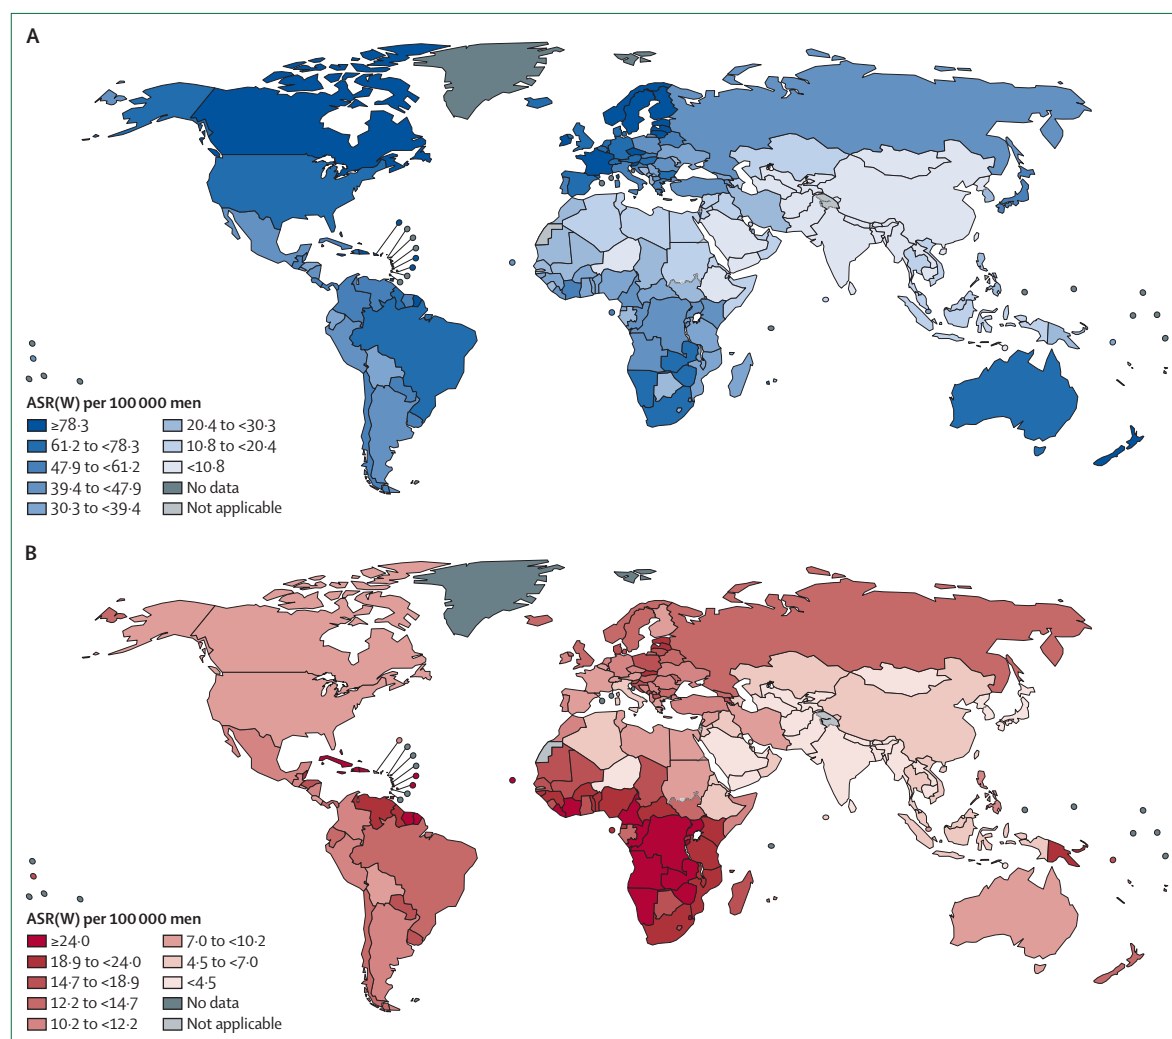 A
ASR(W) per 100 000 men
≥78·3
61·2 to <78·3
47·9 to <61·2
39·4 to <47·9
30·3 to <39·4
20·4 to <30·3
10·8 to <20·4
<10·8
No data
Not applicable
B
ASR(W) per 100 000 men
≥24·0
18·9 to <24·0
14·7 to <18·9
12·2 to <14·7
10·2 to <12·2
7·0 to <10·2
4·5 to <7·0
<4·5
No data
Not applicable